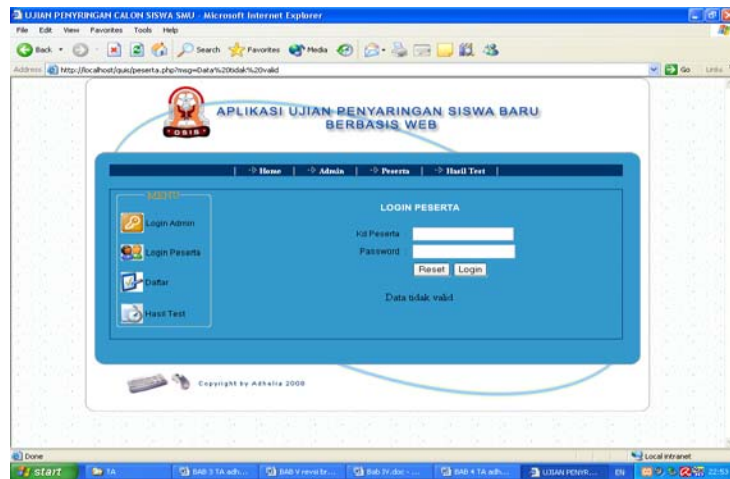 UJIAN PENYRINGAN CALON SISWA SMU - Microsoft Internet Explorer
File Edit View Favorites Tools Help
Back Search Favorites Media
Address http://localhost/quis/peserta.php?msg=Data%20tidak%20valid Go Links
OSIS
APLIKASI UJIAN PENYARINGAN SISWA BARU
BERBASIS WEB
| Home | Admin | Peserta | Hasil Test |
MENU
Login Admin
Login Peserta
Daftar
Hasil Test
LOGIN PESERTA
Kd Peserta
Password
Reset Login
Data tidak valid
Copyright by Adhelia 2008
Done Local intranet
start TA BAB 3 TA adh... BAB V revisi br... Bab IV.doc - ... BAB 4 TA adh... UJIAN PENYR... EN 22:53